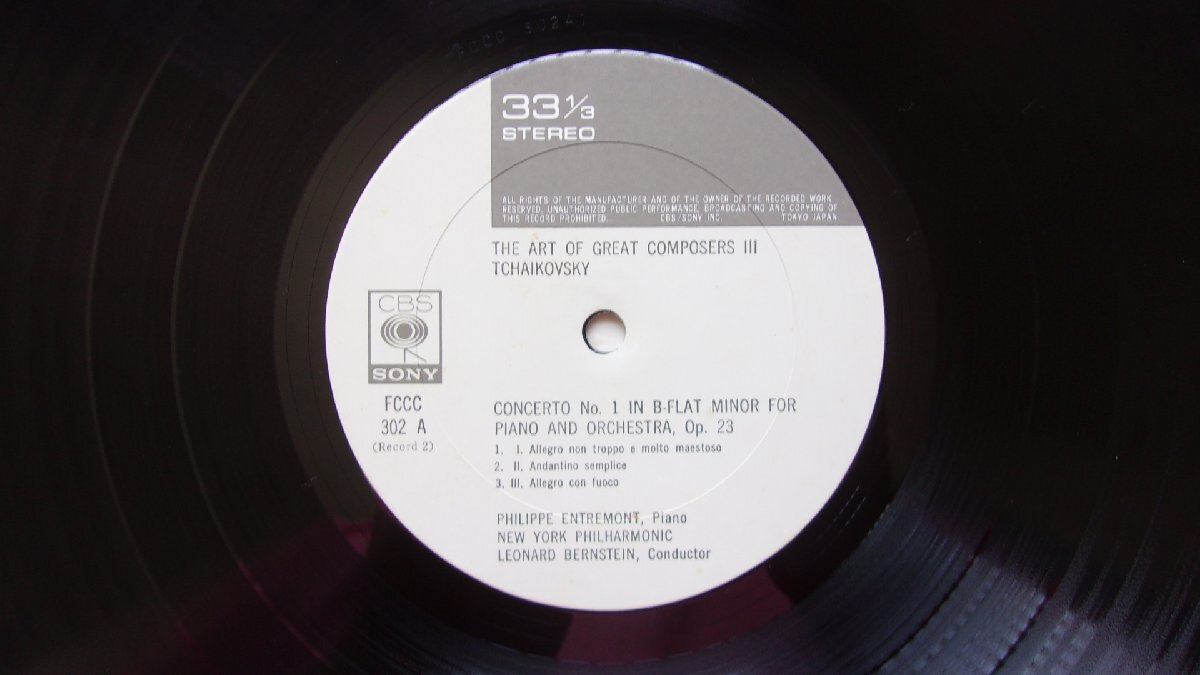 33 1/3
STEREO
ALL RIGHTS OF THE MANUFACTURER AND OF THE OWNER OF THE RECORDED WORK
RESERVED. UNAUTHORIZED PUBLIC PERFORMANCE, BROADCASTING AND COPYING OF
THIS RECORD PROHIBITED. CBS/SONY INC. TOKYO JAPAN
THE ART OF GREAT COMPOSERS III
TCHAIKOVSKY
CBS
SONY
FCCC
302 A
(Record 2)
CONCERTO No. 1 IN B-FLAT MINOR FOR
PIANO AND ORCHESTRA, Op. 23
1. I. Allegro non troppo e molto maestoso
2. II. Andantino semplice
3. III. Allegro con fuoco
PHILIPPE ENTREMONT, Piano
NEW YORK PHILHARMONIC
LEONARD BERNSTEIN, Conductor